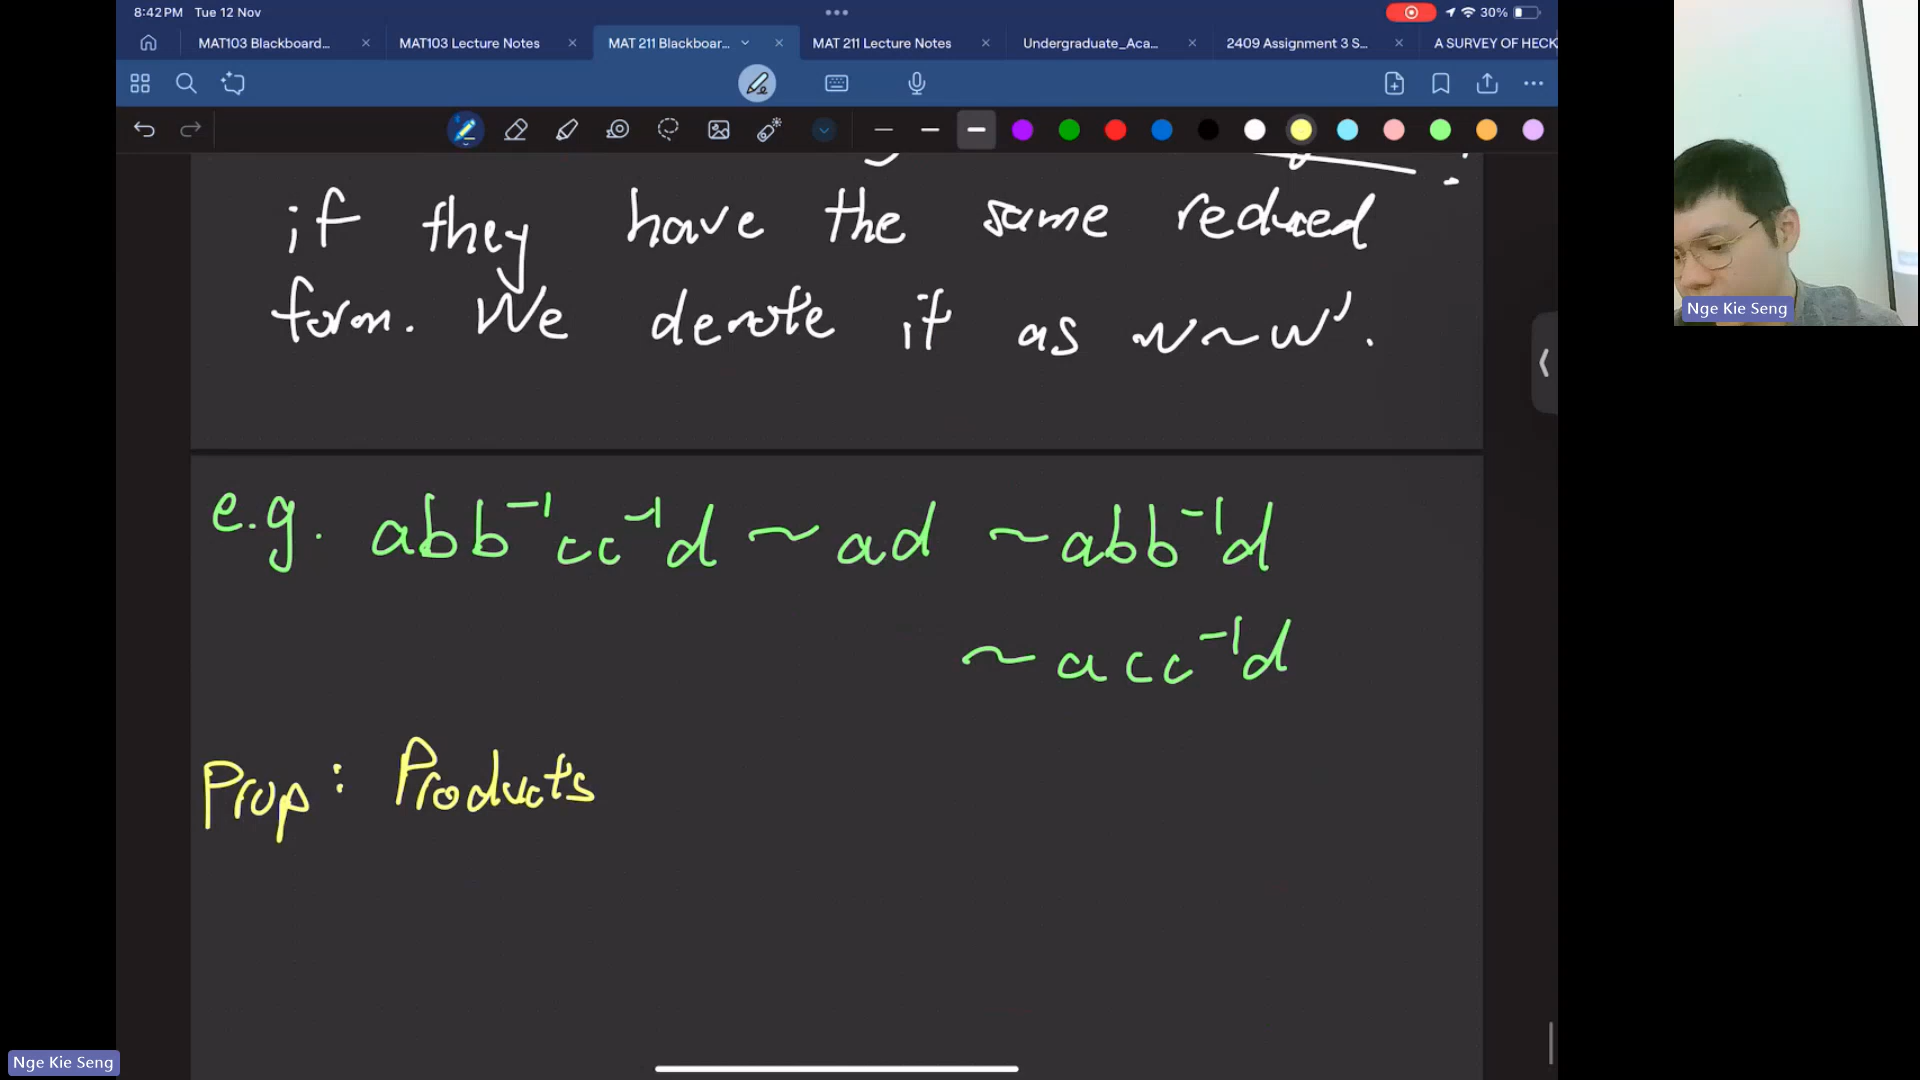 8:42 PM Tue 12 Nov
30%
MAT103 Blackboard...
MAT103 Lecture Notes
MAT 211 Blackboar...
MAT 211 Lecture Notes
Undergraduate_Aca...
2409 Assignment 3 S...
A SURVEY OF HECK
if they have the same reduced
form. We denote it as w~w'.
e.g. abb⁻¹cc⁻¹d ~ ad ~ abb⁻¹d
~ acc⁻¹d
Prop: Products
Nge Kie Seng
Nge Kie Seng